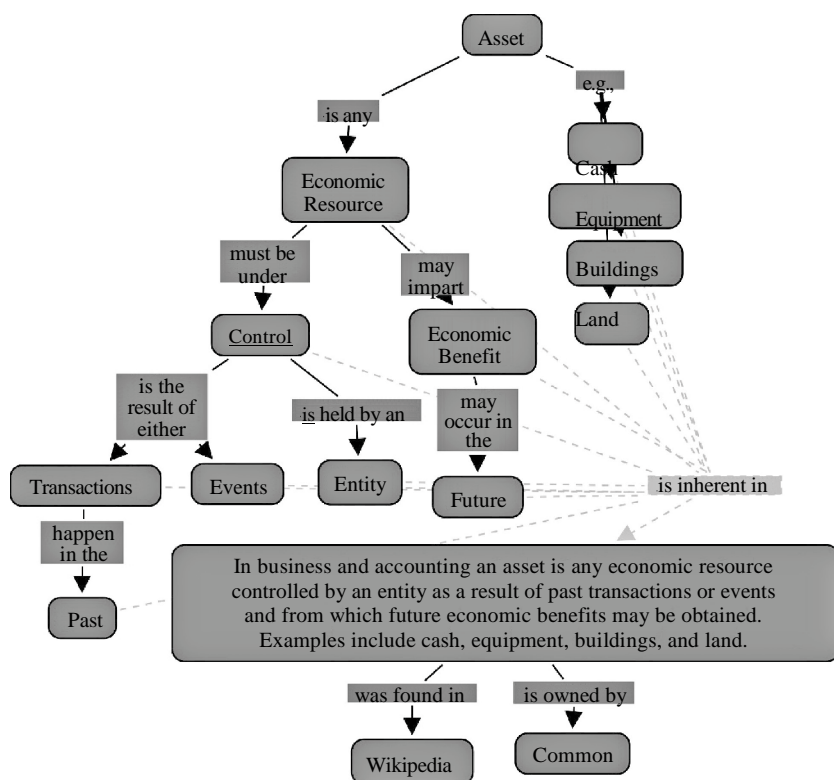 Asset
e.g.,
is any
Cash
Economic
Resource
Equipment
must be
under
may
impart
Buildings
Control
Economic
Benefit
Land
is the
result of
either
is held by an
may
occur in
the
Transactions
Events
Entity
Future
is inherent in
happen
in the
Past
In business and accounting an asset is any economic resource
controlled by an entity as a result of past transactions or events
and from which future economic benefits may be obtained.
Examples include cash, equipment, buildings, and land.
was found in
is owned by
Wikipedia
Common